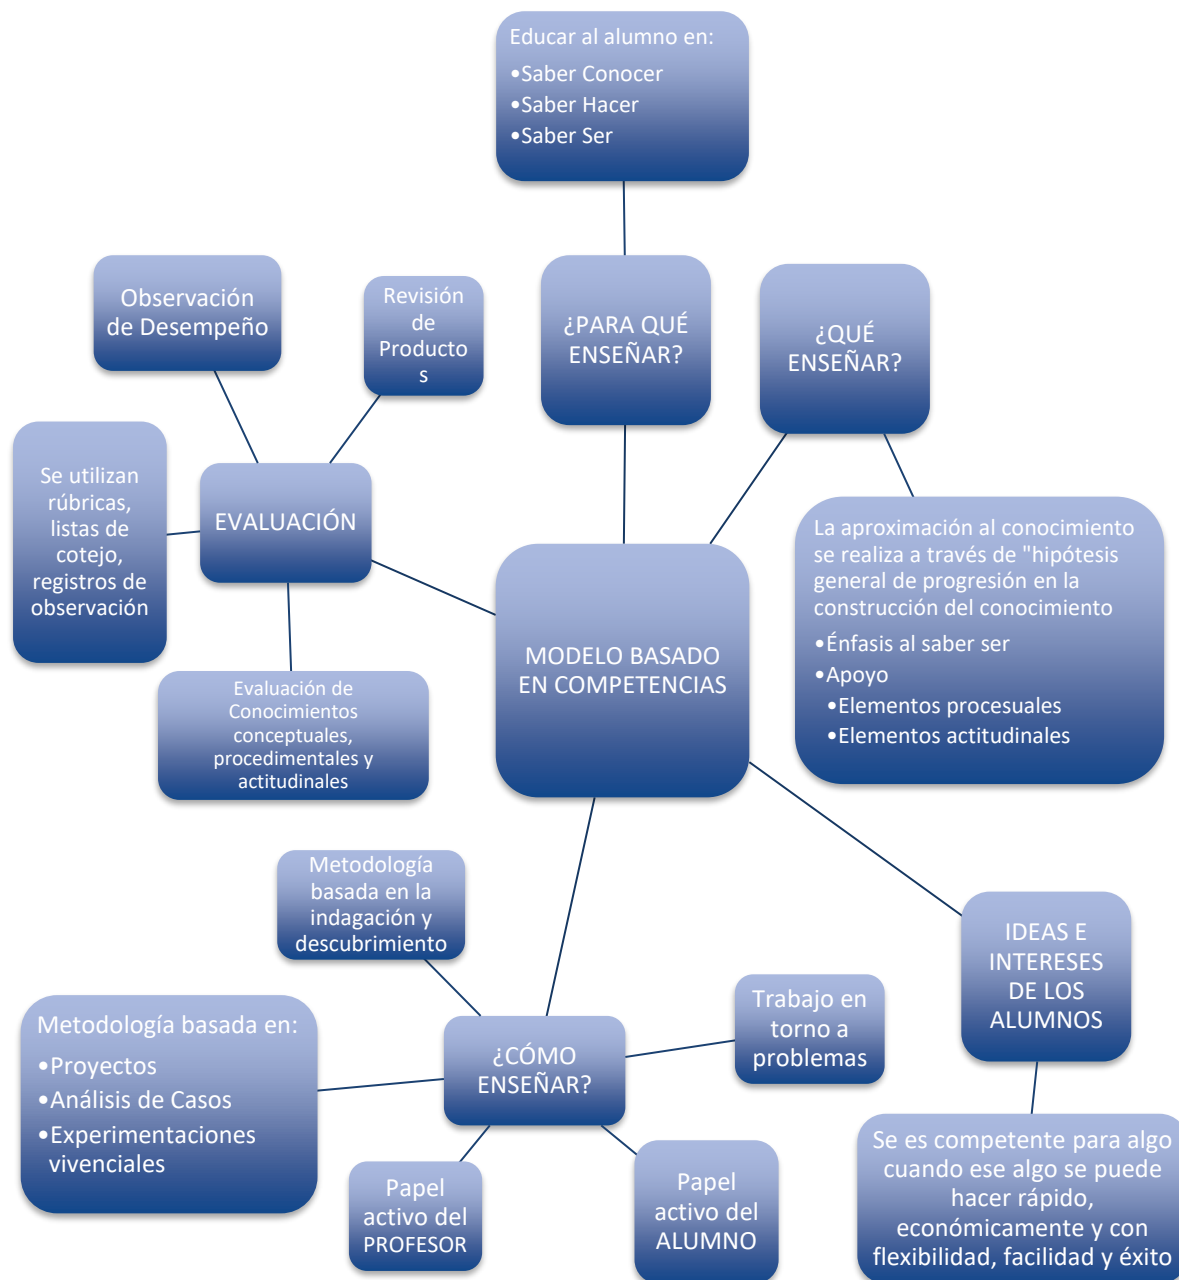 Educar al alumno en:
•Saber Conocer
•Saber Hacer
•Saber Ser
Observación
de Desempeño
Revisión
de
Producto
s
¿PARA QUÉ
ENSEÑAR?
¿QUÉ
ENSEÑAR?
Se utilizan
rúbricas,
listas de
cotejo,
registros de
observación
EVALUACIÓN
La aproximación al conocimiento
se realiza a través de "hipótesis
general de progresión en la
construcción del conocimiento
•Énfasis al saber ser
•Apoyo
•Elementos procesuales
•Elementos actitudinales
MODELO BASADO
EN COMPETENCIAS
Evaluación de
Conocimientos
conceptuales,
procedimentales y
actitudinales
Metodología
basada en la
indagación y
descubrimiento
IDEAS E
INTERESES
DE LOS
ALUMNOS
Metodología basada en:
•Proyectos
•Análisis de Casos
•Experimentaciones
vivenciales
¿CÓMO
ENSEÑAR?
Trabajo en
torno a
problemas
Papel
activo del
PROFESOR
Papel
activo del
ALUMNO
Se es competente para algo
cuando ese algo se puede
hacer rápido,
económicamente y con
flexibilidad, facilidad y éxito